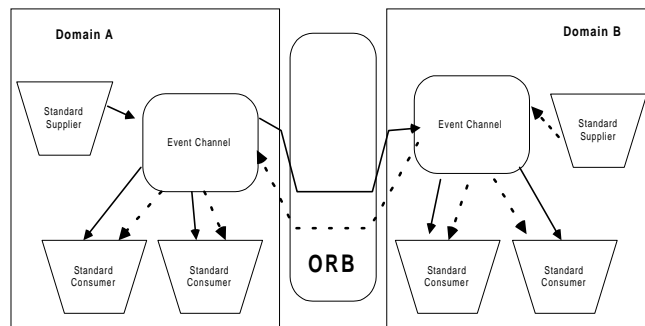 Domain A
Domain B
Standard
Supplier
Event Channel
Event Channel
Standard
Supplier
ORB
Standard
Consumer
Standard
Consumer
Standard
Consumer
Standard
Consumer